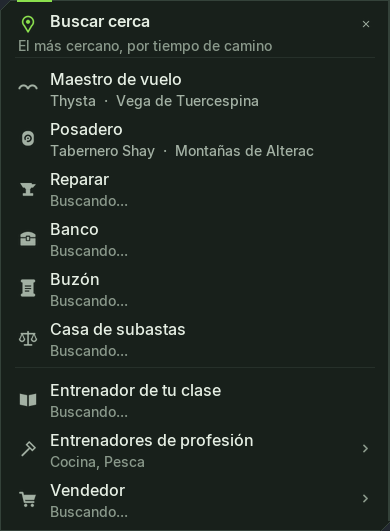 Buscar cerca
×
El más cercano, por tiempo de camino
Maestro de vuelo
Thysta · Vega de Tuercespina
Posadero
Tabernero Shay · Montañas de Alterac
Reparar
Buscando...
Banco
Buscando...
Buzón
Buscando...
Casa de subastas
Buscando...
Entrenador de tu clase
Buscando...
Entrenadores de profesión
Cocina, Pesca
Vendedor
Buscando...